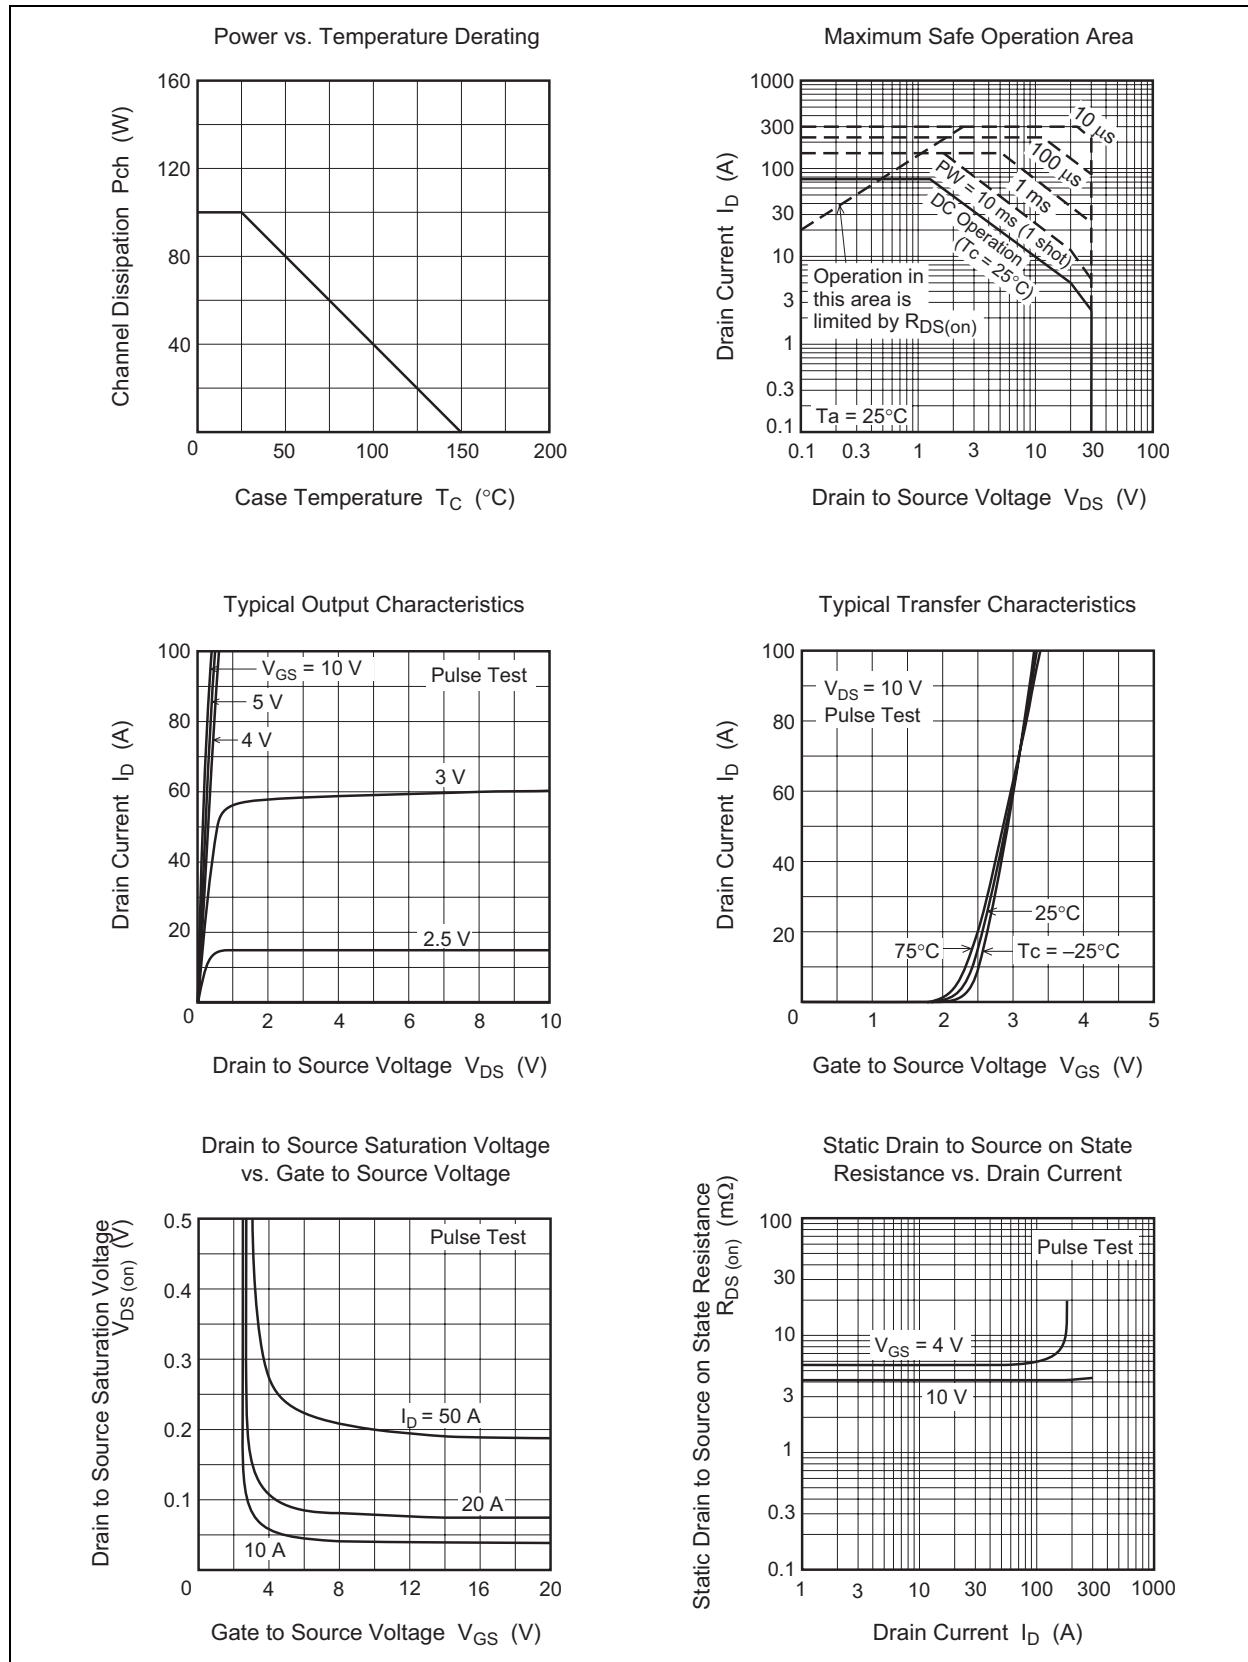 Power vs. Temperature Derating
160
120
80
40
0
50
100
150
200
Channel Dissipation Pch (W)
Case Temperature TC (°C)
Maximum Safe Operation Area
1000
300
100
30
10
3
1
0.3
0.1
0.1
0.3
1
3
10
30
100
Drain Current ID (A)
10 µs
100 µs
1 ms
PW = 10 ms (1 shot)
DC Operation
(Tc = 25°C)
Operation in
this area is
limited by RDS(on)
Ta = 25°C
Drain to Source Voltage VDS (V)
Typical Output Characteristics
100
80
60
40
20
0
2
4
6
8
10
Drain Current ID (A)
VGS = 10 V
Pulse Test
5 V
4 V
3 V
2.5 V
Drain to Source Voltage VDS (V)
Typical Transfer Characteristics
100
80
60
40
20
0
1
2
3
4
5
Drain Current ID (A)
VDS = 10 V
Pulse Test
25°C
75°C
Tc = –25°C
Gate to Source Voltage VGS (V)
Drain to Source Saturation Voltage
vs. Gate to Source Voltage
0.5
0.4
0.3
0.2
0.1
0
4
8
12
16
20
Drain to Source Saturation Voltage
VDS (on) (V)
Pulse Test
ID = 50 A
20 A
10 A
Gate to Source Voltage VGS (V)
Static Drain to Source on State
Resistance vs. Drain Current
100
30
10
3
1
0.3
0.1
1
3
10
30
100
300
1000
Static Drain to Source on State Resistance
RDS (on) (mΩ)
Pulse Test
VGS = 4 V
10 V
Drain Current ID (A)